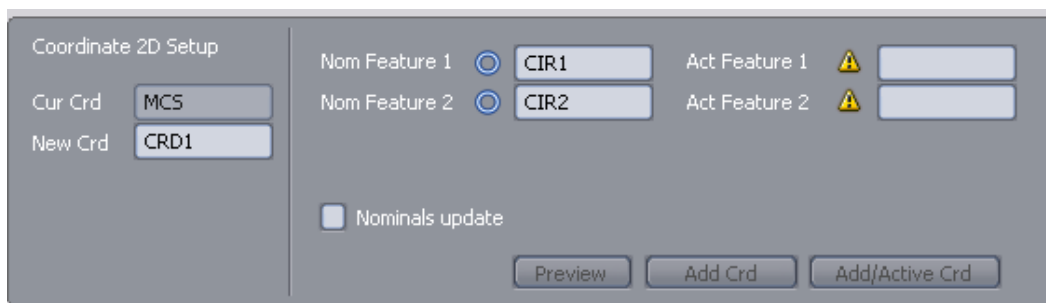 Coordinate 2D Setup
Cur Crd MCS
New Crd CRD1
Nom Feature 1 CIR1 Act Feature 1
Nom Feature 2 CIR2 Act Feature 2
Nominals update
Preview Add Crd Add/Active Crd